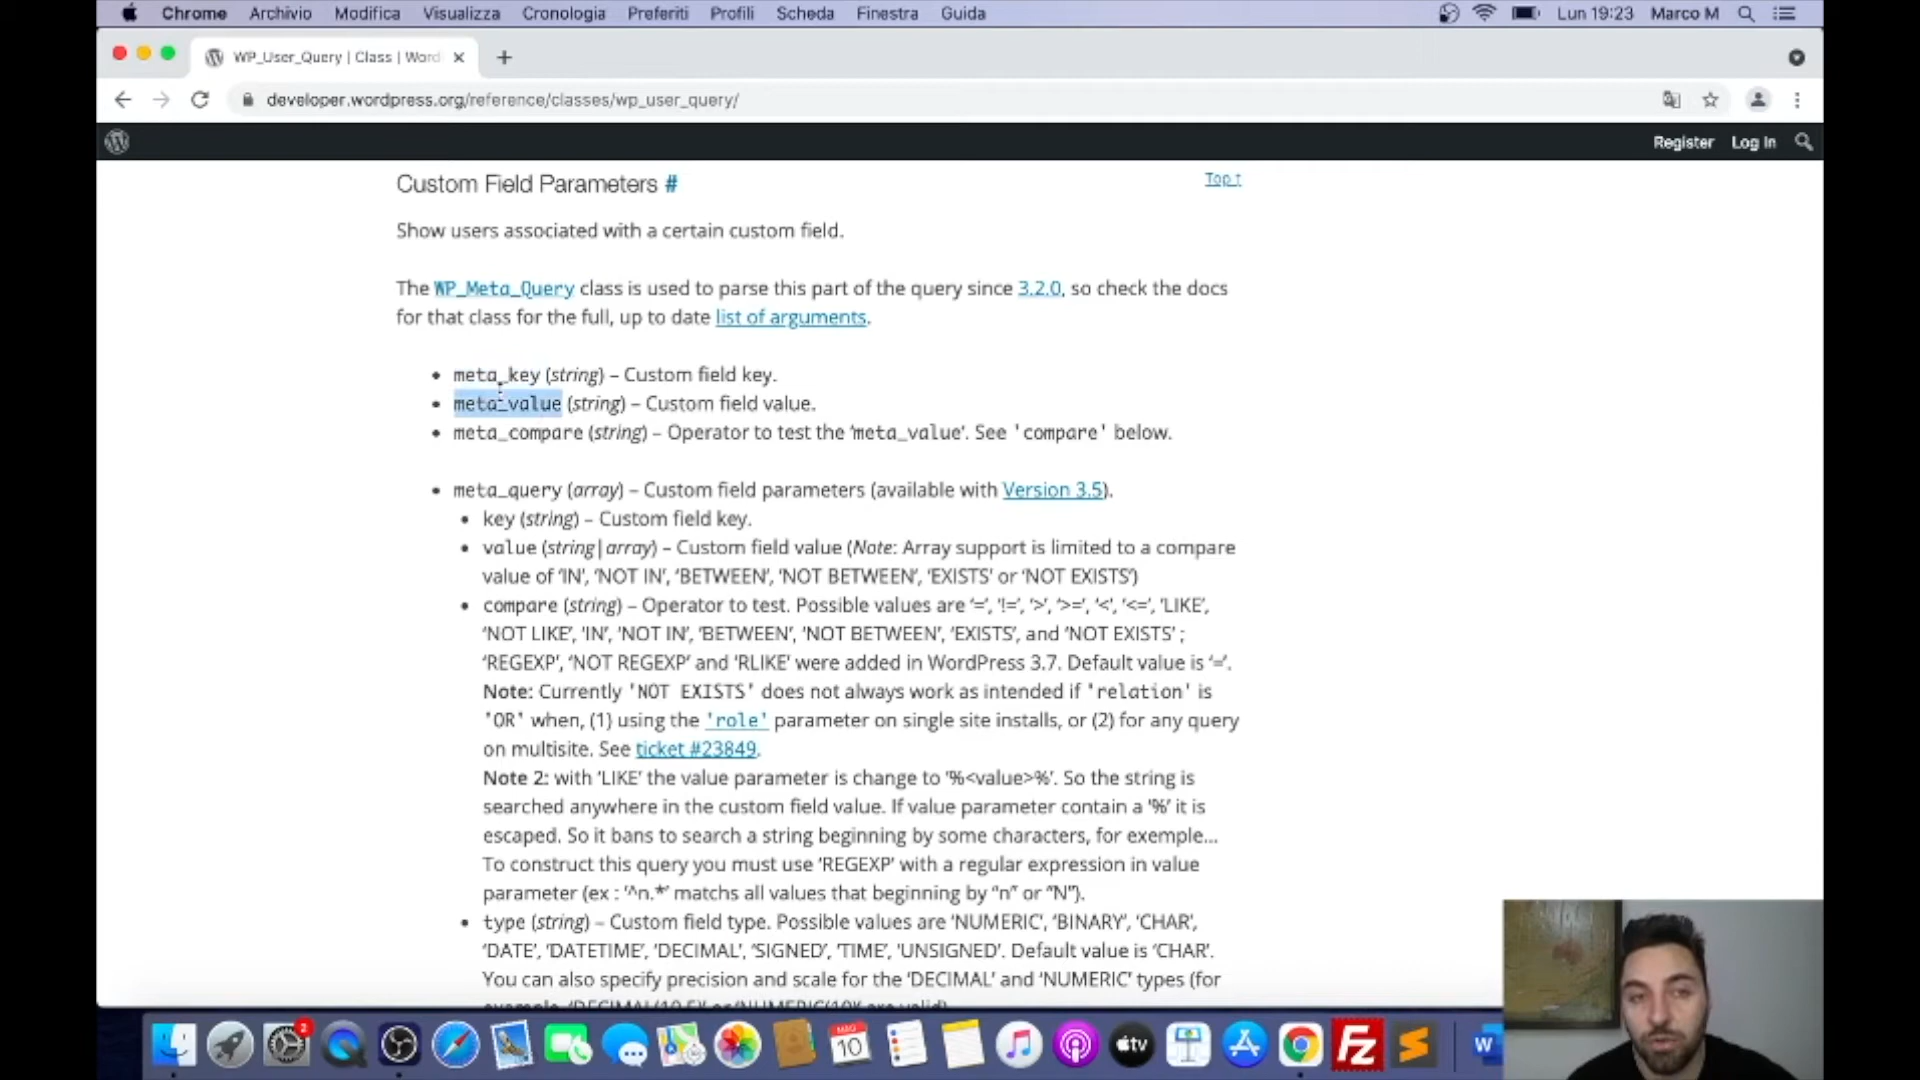 Chrome Archivio Modifica Visualizza Cronologia Preferiti Profili Scheda Finestra Guida Lun 19:23 Marco M
WP_User_Query | Class | Word
developer.wordpress.org/reference/classes/wp_user_query/
Register Log In
Custom Field Parameters # Top ↑
Show users associated with a certain custom field.
The WP_Meta_Query class is used to parse this part of the query since 3.2.0, so check the docs
for that class for the full, up to date list of arguments.
• meta_key (string) – Custom field key.
• meta_value (string) – Custom field value.
• meta_compare (string) – Operator to test the ‘meta_value’. See 'compare' below.
• meta_query (array) – Custom field parameters (available with Version 3.5).
• key (string) – Custom field key.
• value (string|array) – Custom field value (Note: Array support is limited to a compare
value of ‘IN’, ‘NOT IN’, ‘BETWEEN’, ‘NOT BETWEEN’, ‘EXISTS’ or ‘NOT EXISTS’)
• compare (string) – Operator to test. Possible values are ‘=’, ‘!=’, ‘>’, ‘>=’, ‘<’, ‘<=’, ‘LIKE’,
‘NOT LIKE’, ‘IN’, ‘NOT IN’, ‘BETWEEN’, ‘NOT BETWEEN’, ‘EXISTS’, and ‘NOT EXISTS’ ;
‘REGEXP’, ‘NOT REGEXP’ and ‘RLIKE’ were added in WordPress 3.7. Default value is ‘=’.
Note: Currently 'NOT EXISTS' does not always work as intended if 'relation' is
'OR' when, (1) using the 'role' parameter on single site installs, or (2) for any query
on multisite. See ticket #23849.
Note 2: with ‘LIKE’ the value parameter is change to ‘%<value>%’. So the string is
searched anywhere in the custom field value. If value parameter contain a ‘%’ it is
escaped. So it bans to search a string beginning by some characters, for exemple…
To construct this query you must use ‘REGEXP’ with a regular expression in value
parameter (ex : ‘^n.*’ matchs all values that beginning by “n” or “N”).
• type (string) – Custom field type. Possible values are ‘NUMERIC’, ‘BINARY’, ‘CHAR’,
‘DATE’, ‘DATETIME’, ‘DECIMAL’, ‘SIGNED’, ‘TIME’, ‘UNSIGNED’. Default value is ‘CHAR’.
You can also specify precision and scale for the ‘DECIMAL’ and ‘NUMERIC’ types (for
example, ‘DECIMAL(10,5)’ or ‘NUMERIC(10)’ are valid).
2
MAG
10
tv
FZ
S
W